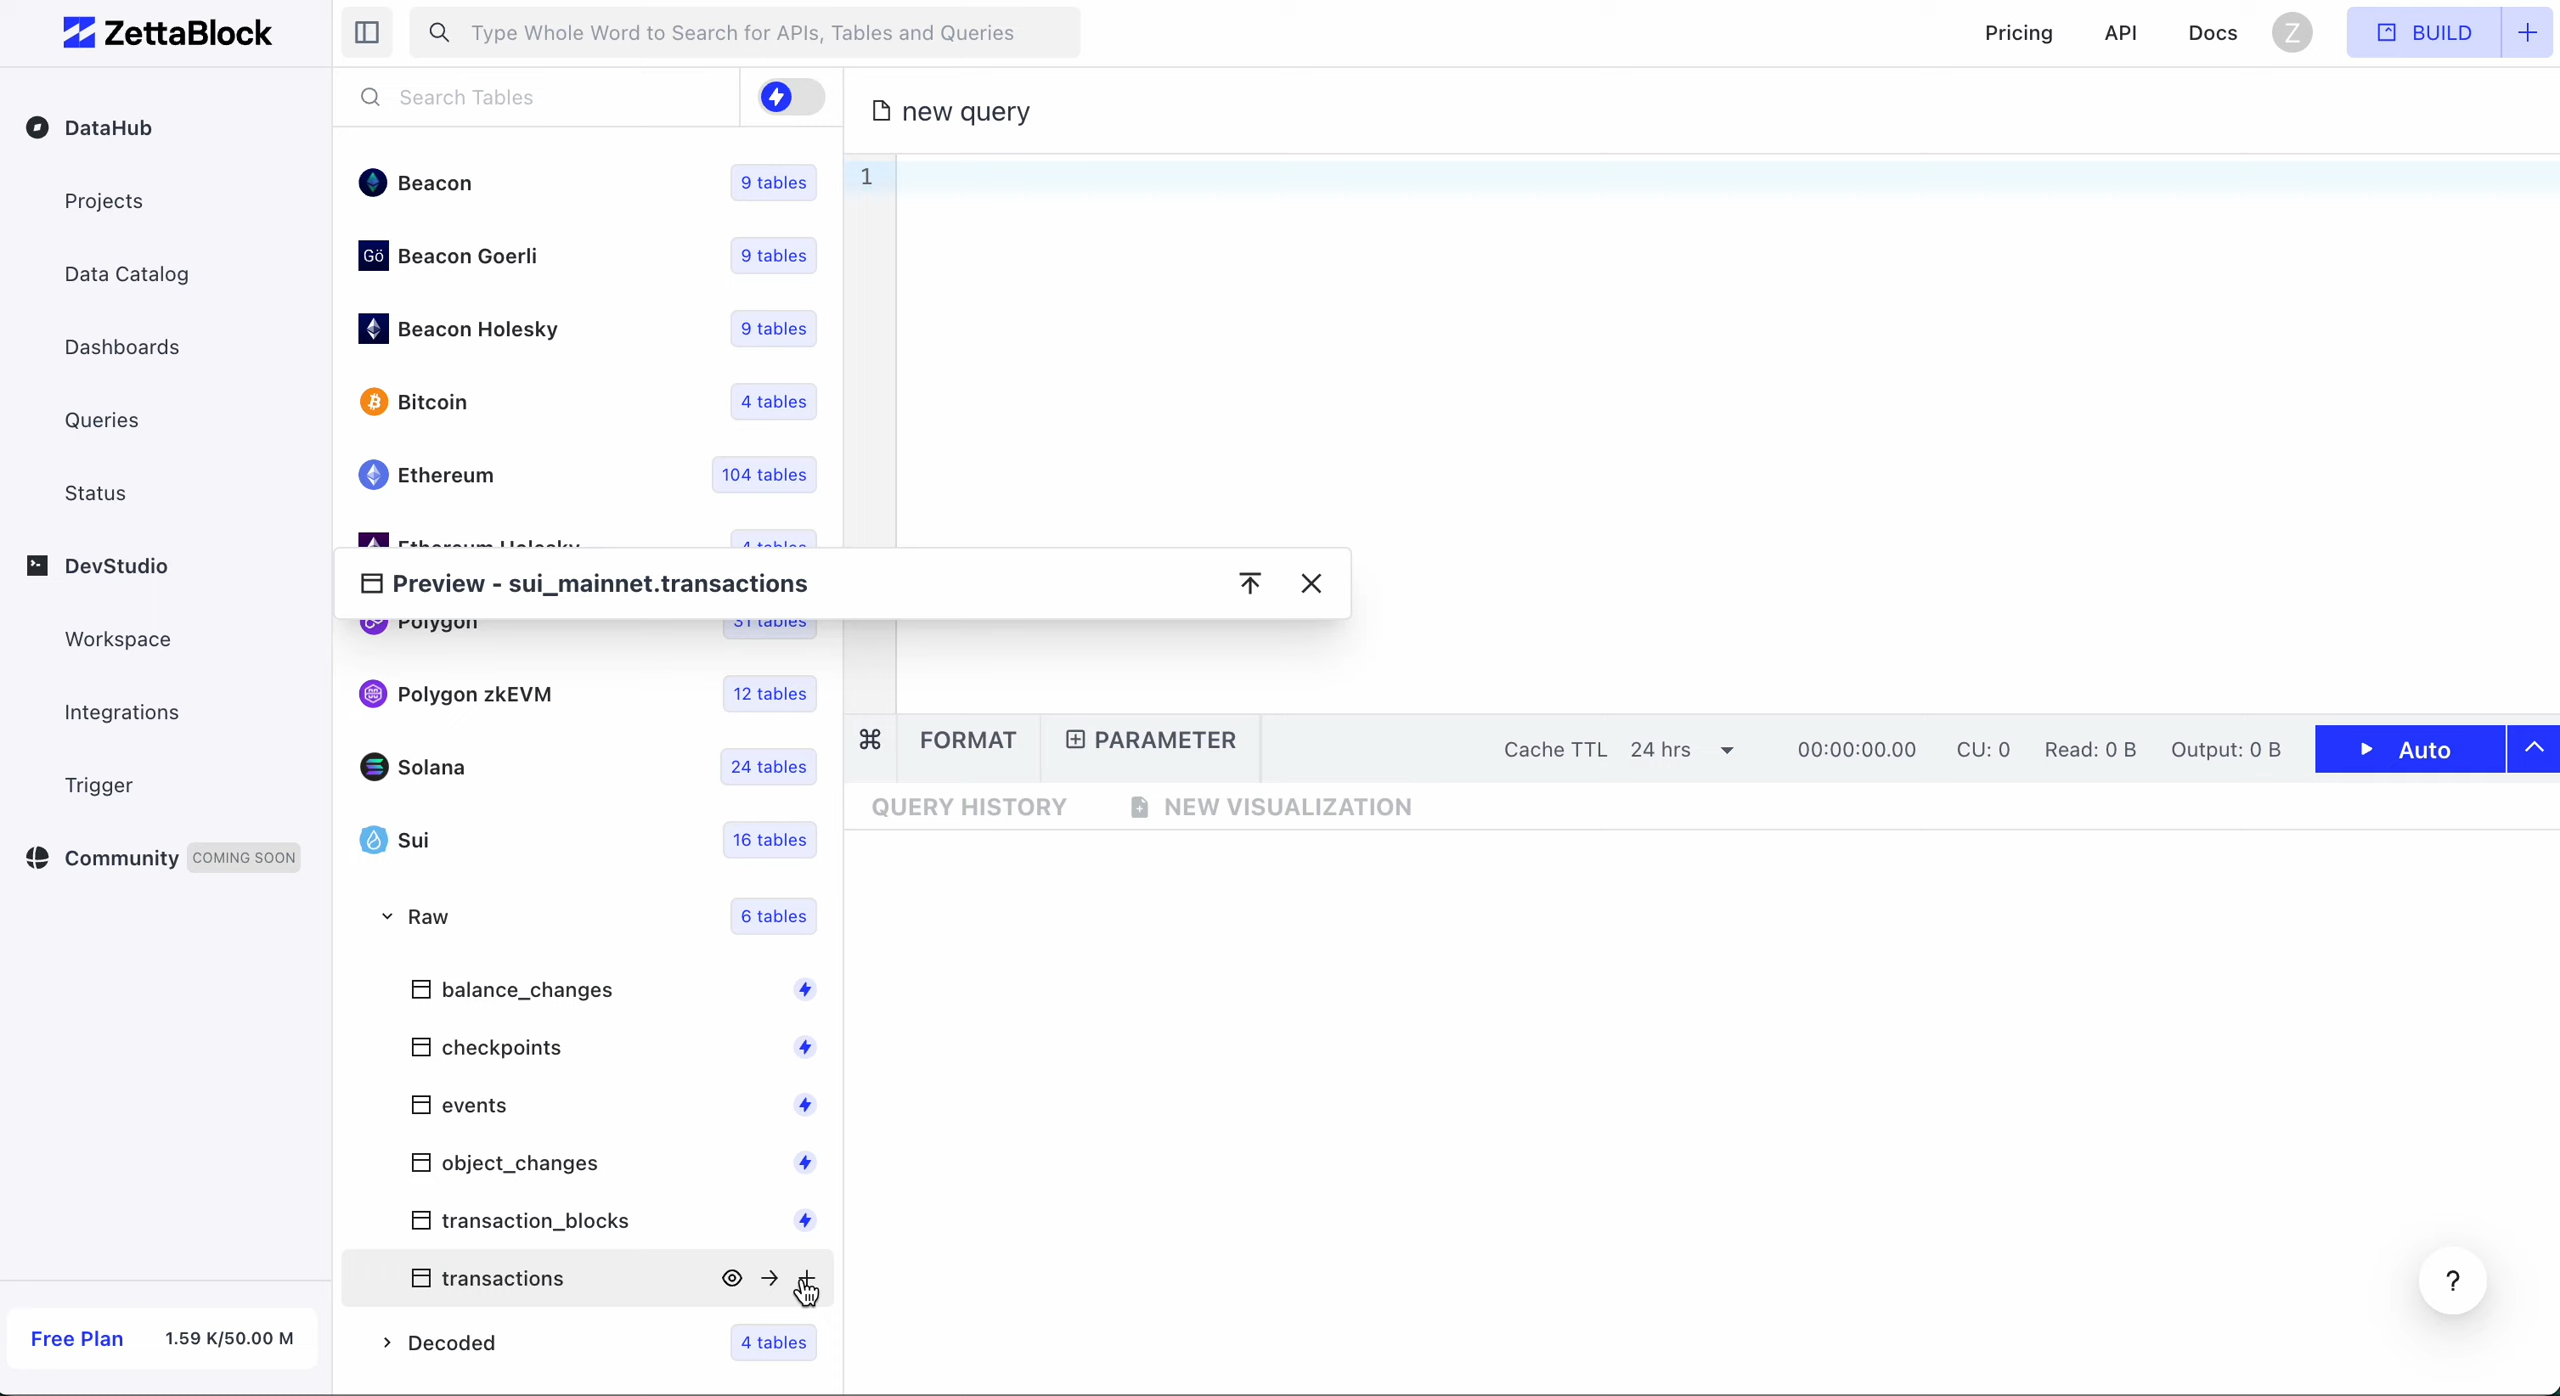 ZettaBlock
Type Whole Word to Search for APIs, Tables and Queries
Pricing
API
Docs
Z
BUILD
DataHub
Projects
Data Catalog
Dashboards
Queries
Status
DevStudio
Workspace
Integrations
Trigger
Community COMING SOON
Free Plan 1.59 K/50.00 M
Search Tables
Beacon 9 tables
Gö Beacon Goerli 9 tables
Beacon Holesky 9 tables
Bitcoin 4 tables
Ethereum 104 tables
Ethereum Holesky 4 tables
Preview - sui_mainnet.transactions
Polygon 31 tables
Polygon zkEVM 12 tables
Solana 24 tables
Sui 16 tables
Raw 6 tables
balance_changes
checkpoints
events
object_changes
transaction_blocks
transactions
Decoded 4 tables
new query
1
FORMAT
PARAMETER
Cache TTL 24 hrs
00:00:00.00
CU: 0
Read: 0 B
Output: 0 B
Auto
QUERY HISTORY
NEW VISUALIZATION
?